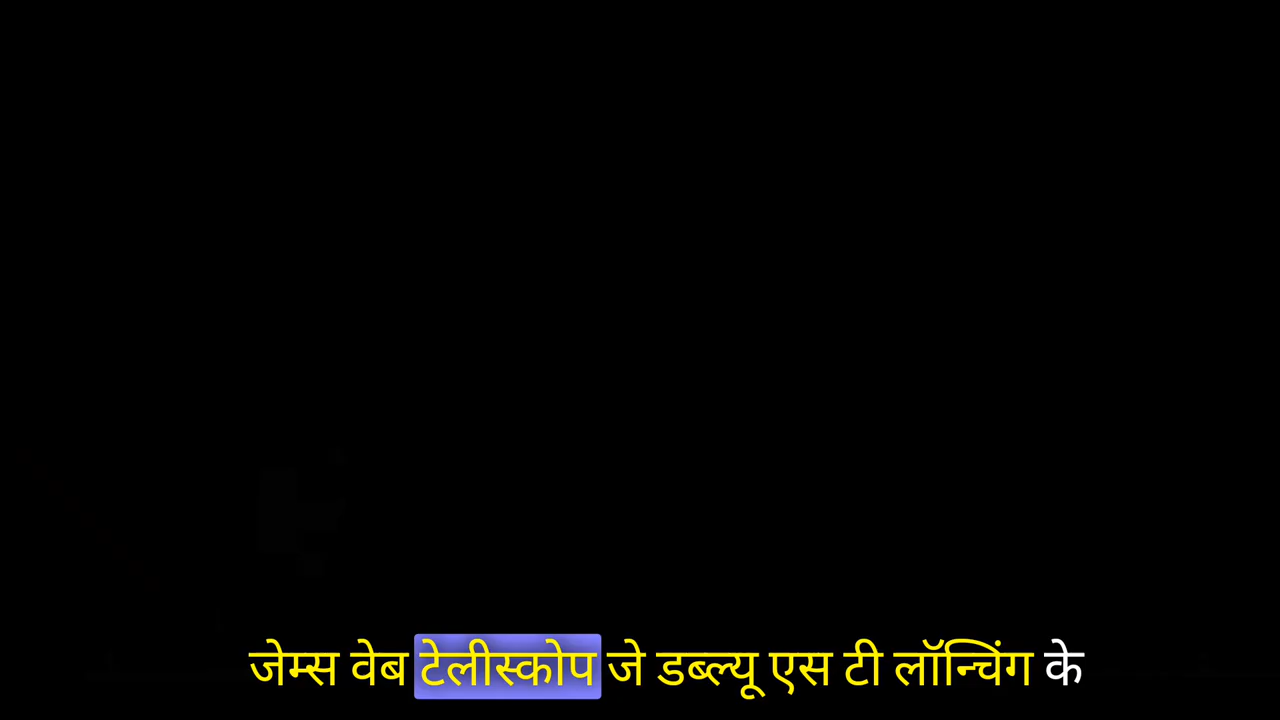 जेम्स वेब टेलीस्कोप जे डब्ल्यू एस टी लॉन्चिंग के